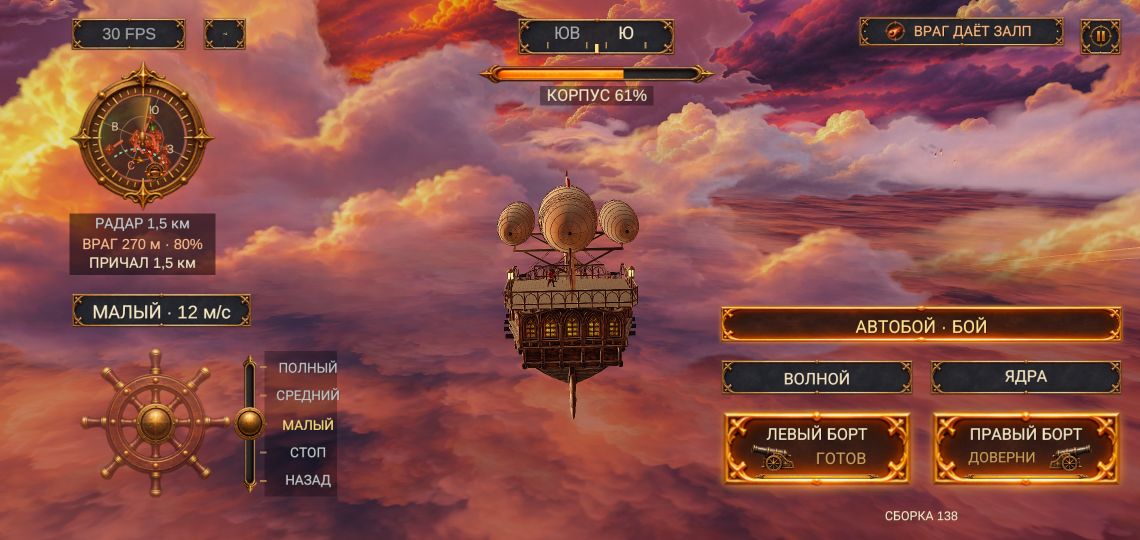 30 FPS
ЮВ Ю
ВРАГ ДАЁТ ЗАЛП
КОРПУС 61%
Ю
В
З
С
РАДАР 1,5 км
ВРАГ 270 м · 80%
ПРИЧАЛ 1,5 км
МАЛЫЙ · 12 м/с
ПОЛНЫЙ
СРЕДНИЙ
МАЛЫЙ
СТОП
НАЗАД
АВТОБОЙ · БОЙ
ВОЛНОЙ
ЯДРА
ЛЕВЫЙ БОРТ
ГОТОВ
ПРАВЫЙ БОРТ
ДОВЕРНИ
СБОРКА 138